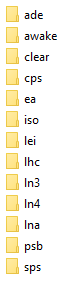 ade
awake
clear
cps
ea
iso
lei
lhc
ln3
ln4
lna
psb
sps